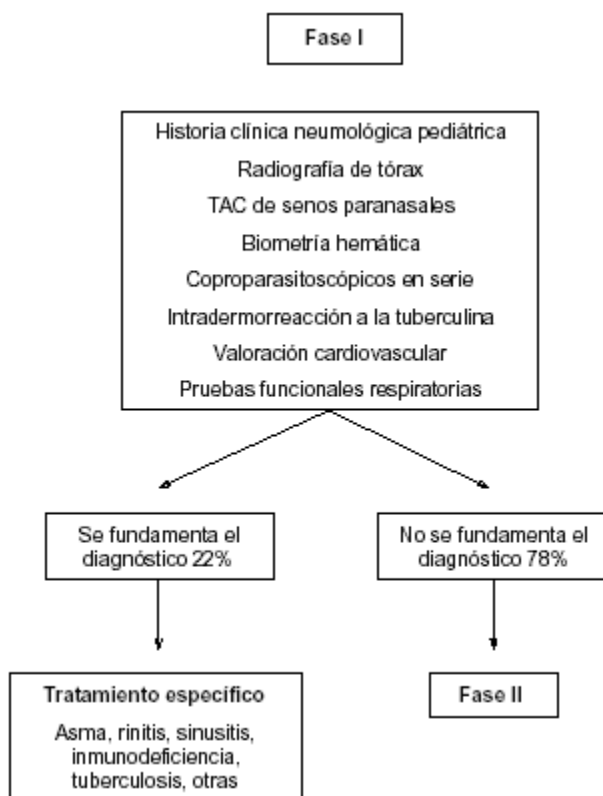 Fase I
Historia clínica neumológica pediátrica
Radiografía de tórax
TAC de senos paranasales
Biometría hemática
Coproparasitoscópicos en serie
Intradermorreacción a la tuberculina
Valoración cardiovascular
Pruebas funcionales respiratorias
Se fundamenta el
diagnóstico 22%
No se fundamenta el
diagnóstico 78%
Tratamiento específico
Asma, rinitis, sinusitis,
inmunodeficiencia,
tuberculosis, otras
Fase II